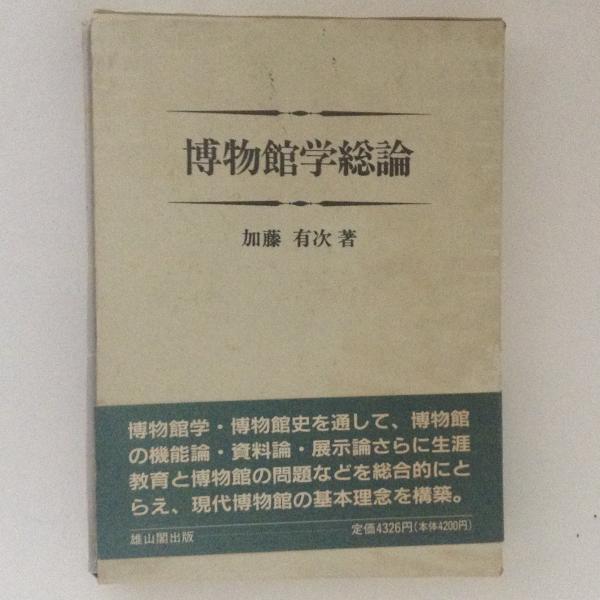 博物館学総論
加藤 有次 著
博物館学・博物館史を通して、博物館
の機能論・資料論・展示論さらに生涯
教育と博物館の問題などを総合的にと
らえ、現代博物館の基本理念を構築。
雄山閣出版
定価4326円(本体4200円)